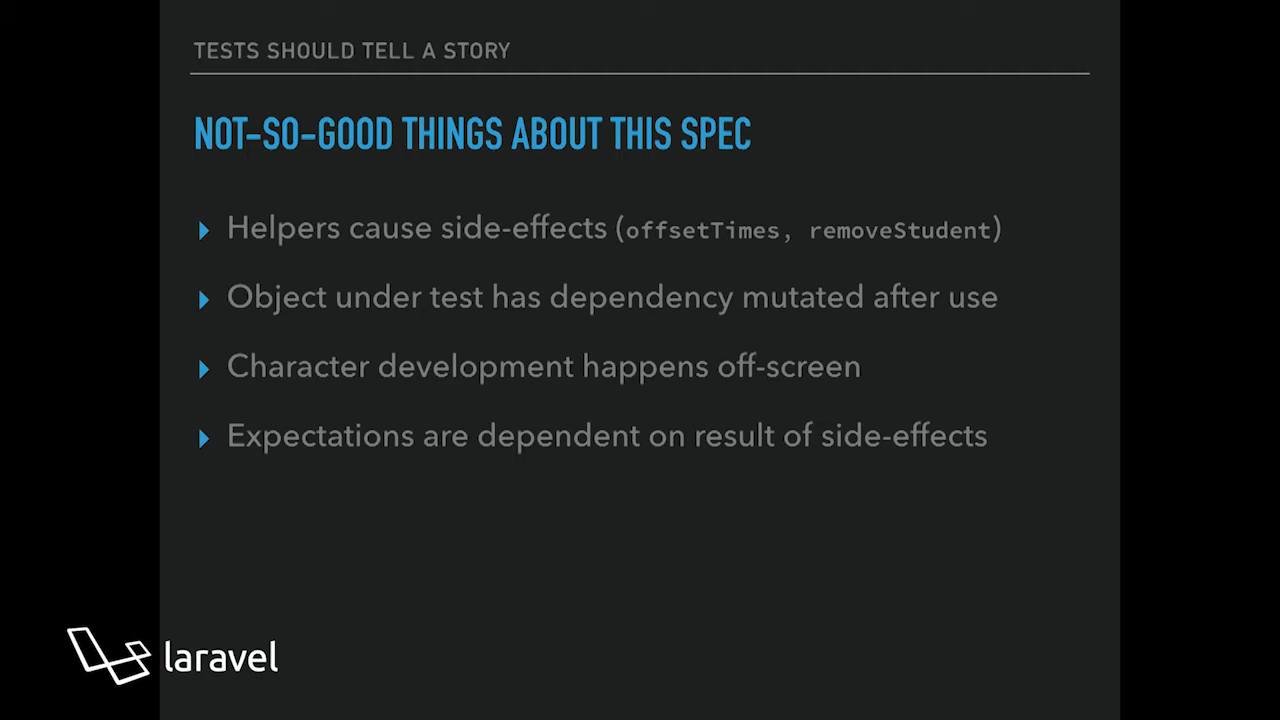 TESTS SHOULD TELL A STORY
NOT-SO-GOOD THINGS ABOUT THIS SPEC
Helpers cause side-effects (offsetTimes, removeStudent)
Object under test has dependency mutated after use
Character development happens off-screen
Expectations are dependent on result of side-effects
laravel